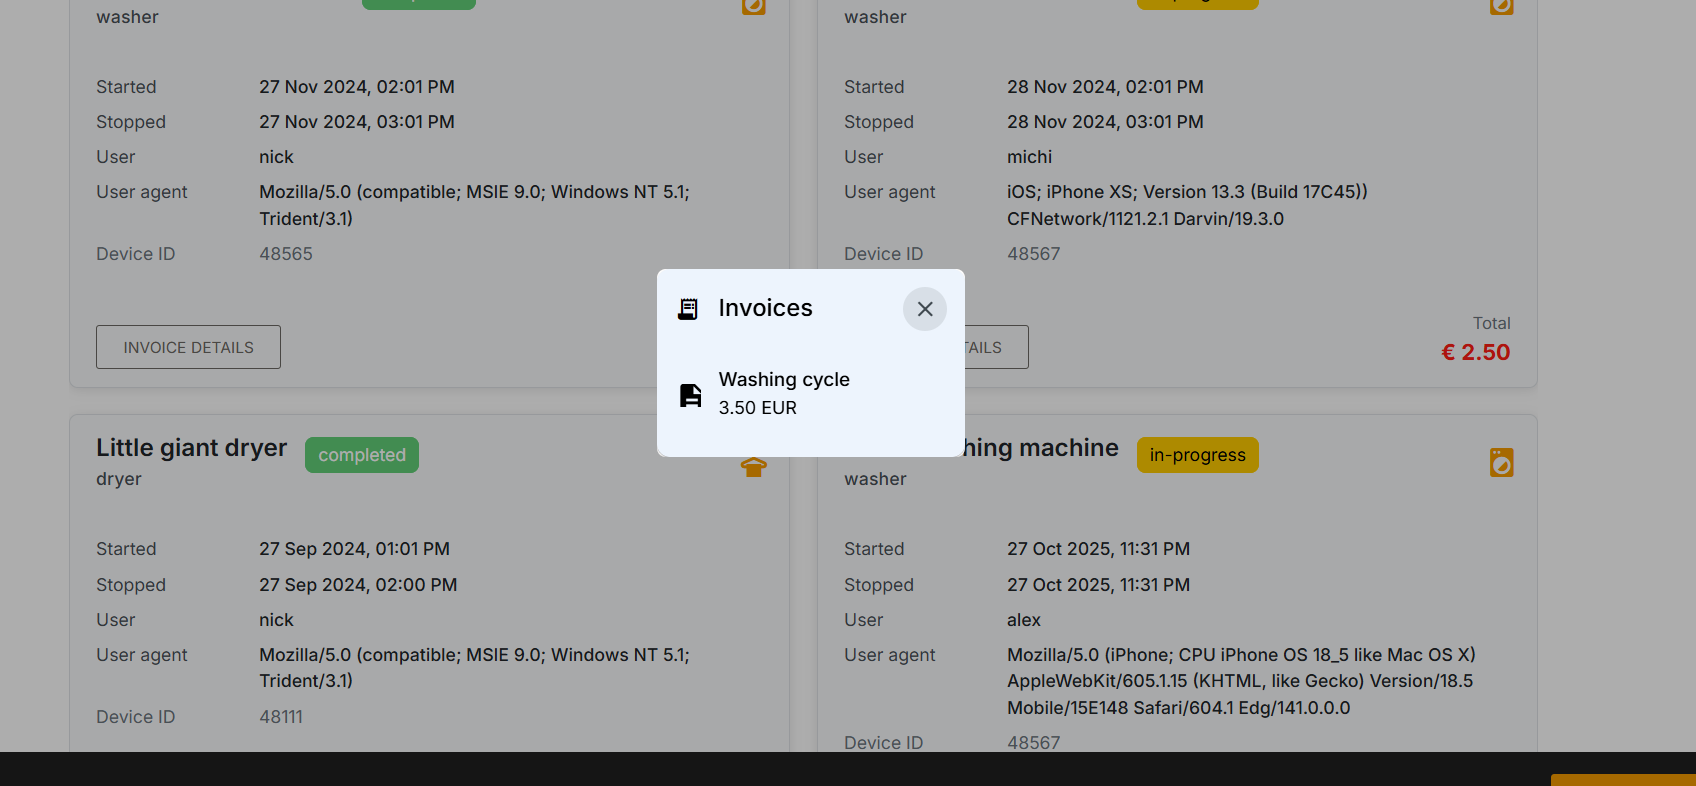 washer
Started 27 Nov 2024, 02:01 PM
Stopped 27 Nov 2024, 03:01 PM
User nick
User agent Mozilla/5.0 (compatible; MSIE 9.0; Windows NT 5.1;
Trident/3.1)
Device ID 48565
INVOICE DETAILS
washer
Started 28 Nov 2024, 02:01 PM
Stopped 28 Nov 2024, 03:01 PM
User michi
User agent iOS; iPhone XS; Version 13.3 (Build 17C45))
CFNetwork/1121.2.1 Darvin/19.3.0
Device ID 48567
TAILS
Total
€ 2.50
Invoices
Washing cycle
3.50 EUR
Little giant dryer completed
dryer
Started 27 Sep 2024, 01:01 PM
Stopped 27 Sep 2024, 02:00 PM
User nick
User agent Mozilla/5.0 (compatible; MSIE 9.0; Windows NT 5.1;
Trident/3.1)
Device ID 48111
hing machine in-progress
washer
Started 27 Oct 2025, 11:31 PM
Stopped 27 Oct 2025, 11:31 PM
User alex
User agent Mozilla/5.0 (iPhone; CPU iPhone OS 18_5 like Mac OS X)
AppleWebKit/605.1.15 (KHTML, like Gecko) Version/18.5
Mobile/15E148 Safari/604.1 Edg/141.0.0.0
Device ID 48567